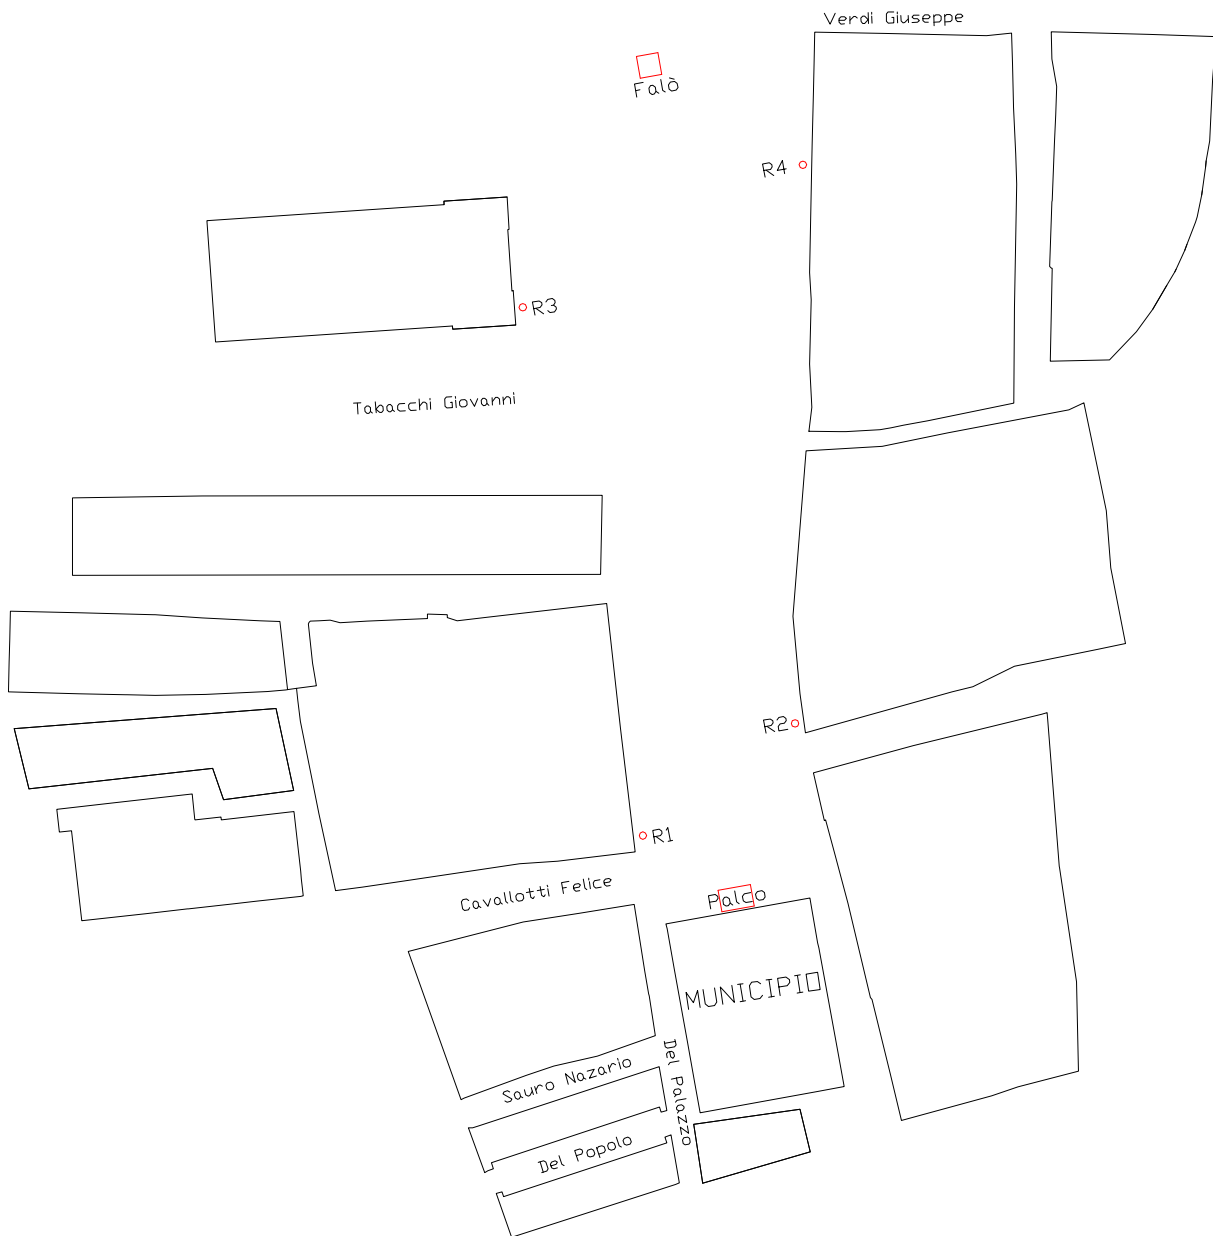 Verdi Giuseppe
Falò
R4
R3
Tabacchi Giovanni
R2
R1
Cavallotti Felice
Palco
MUNICIPIO
Sauro Nazario
Del Palazzo
Del Popolo